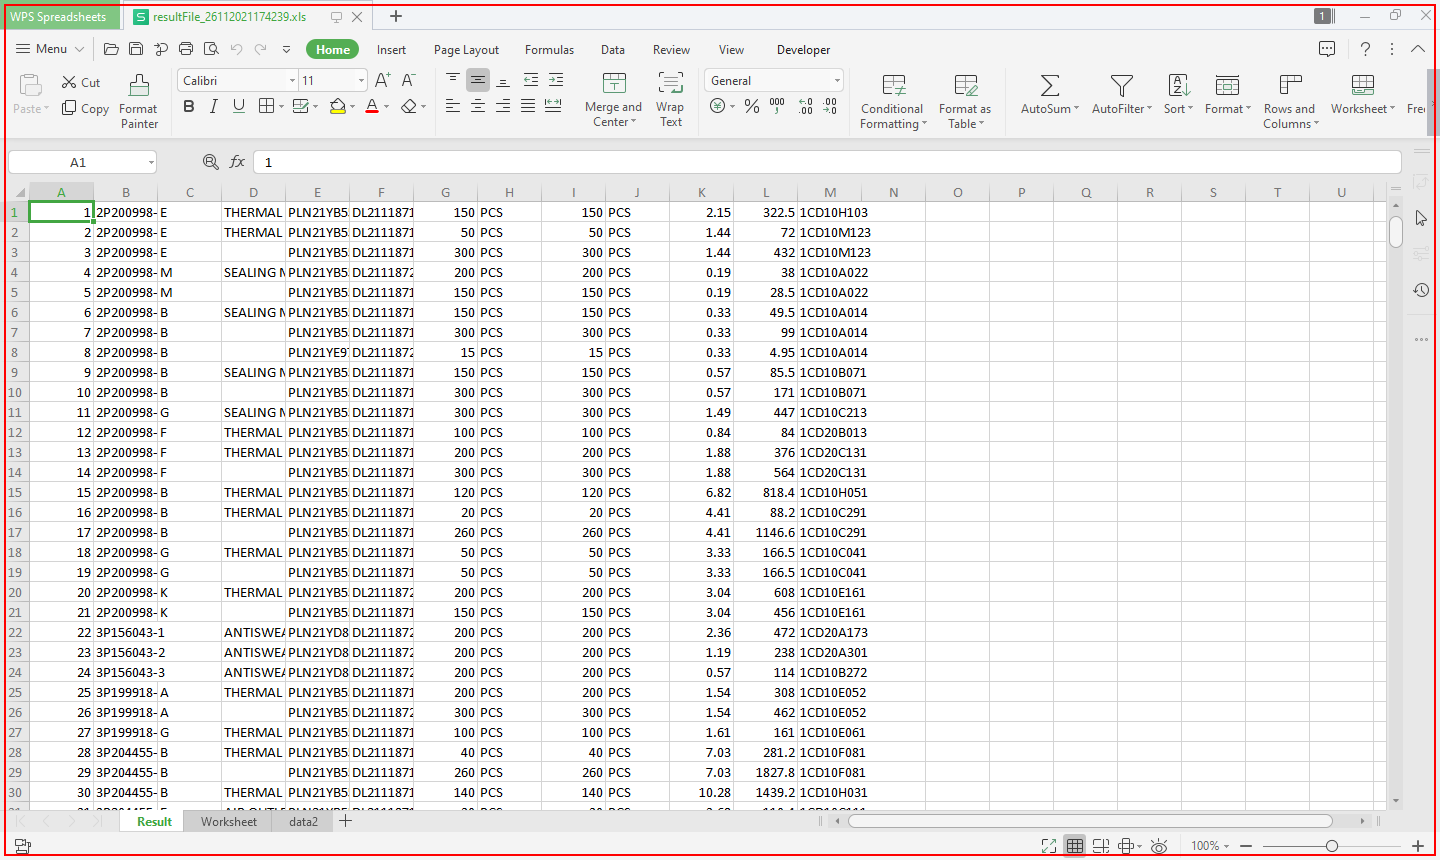 WPS Spreadsheets resultFile_26112021174239.xls 1
Menu Home Insert Page Layout Formulas Data Review View Developer
Paste Cut Copy Format Painter Calibri 11 Merge and Center Wrap Text General Conditional Formatting Format as Table AutoSum AutoFilter Sort Format Rows and Columns Worksheet
A1 fx 1
A B C D E F G H I J K L M N O P Q R S T U
1 1 2P200998- E THERMAL PLN21YB5 DL2111871 150 PCS 150 PCS 2.15 322.5 1CD10H103
2 2 2P200998- E THERMAL PLN21YB5 DL2111871 50 PCS 50 PCS 1.44 72 1CD10M123
3 3 2P200998- E PLN21YB5 DL2111871 300 PCS 300 PCS 1.44 432 1CD10M123
4 4 2P200998- M SEALING M PLN21YB5 DL2111872 200 PCS 200 PCS 0.19 38 1CD10A022
5 5 2P200998- M PLN21YB5 DL2111871 150 PCS 150 PCS 0.19 28.5 1CD10A022
6 6 2P200998- B SEALING M PLN21YB5 DL2111871 150 PCS 150 PCS 0.33 49.5 1CD10A014
7 7 2P200998- B PLN21YB5 DL2111871 300 PCS 300 PCS 0.33 99 1CD10A014
8 8 2P200998- B PLN21YE9 DL2111872 15 PCS 15 PCS 0.33 4.95 1CD10A014
9 9 2P200998- B SEALING M PLN21YB5 DL2111871 150 PCS 150 PCS 0.57 85.5 1CD10B071
10 10 2P200998- B PLN21YB5 DL2111871 300 PCS 300 PCS 0.57 171 1CD10B071
11 11 2P200998- G SEALING M PLN21YB5 DL2111871 300 PCS 300 PCS 1.49 447 1CD10C213
12 12 2P200998- F THERMAL PLN21YB5 DL2111871 100 PCS 100 PCS 0.84 84 1CD20B013
13 13 2P200998- F THERMAL PLN21YB5 DL2111871 200 PCS 200 PCS 1.88 376 1CD20C131
14 14 2P200998- F PLN21YB5 DL2111871 300 PCS 300 PCS 1.88 564 1CD20C131
15 15 2P200998- B THERMAL PLN21YB5 DL2111871 120 PCS 120 PCS 6.82 818.4 1CD10H051
16 16 2P200998- B THERMAL PLN21YB5 DL2111871 20 PCS 20 PCS 4.41 88.2 1CD10C291
17 17 2P200998- B PLN21YB5 DL2111871 260 PCS 260 PCS 4.41 1146.6 1CD10C291
18 18 2P200998- G THERMAL PLN21YB5 DL2111871 50 PCS 50 PCS 3.33 166.5 1CD10C041
19 19 2P200998- G PLN21YB5 DL2111871 50 PCS 50 PCS 3.33 166.5 1CD10C041
20 20 2P200998- K THERMAL PLN21YB5 DL2111872 200 PCS 200 PCS 3.04 608 1CD10E161
21 21 2P200998- K PLN21YB5 DL2111871 150 PCS 150 PCS 3.04 456 1CD10E161
22 22 3P156043-1 ANTISWEA PLN21YD8 DL2111872 200 PCS 200 PCS 2.36 472 1CD20A173
23 23 3P156043-2 ANTISWEA PLN21YD8 DL2111872 200 PCS 200 PCS 1.19 238 1CD20A301
24 24 3P156043-3 ANTISWEA PLN21YD8 DL2111872 200 PCS 200 PCS 0.57 114 1CD10B272
25 25 3P199918- A THERMAL PLN21YB5 DL2111871 200 PCS 200 PCS 1.54 308 1CD10E052
26 26 3P199918- A PLN21YB5 DL2111872 300 PCS 300 PCS 1.54 462 1CD10E052
27 27 3P199918- G THERMAL PLN21YB5 DL2111871 100 PCS 100 PCS 1.61 161 1CD10E061
28 28 3P204455- B THERMAL PLN21YB5 DL2111871 40 PCS 40 PCS 7.03 281.2 1CD10F081
29 29 3P204455- B PLN21YB5 DL2111871 260 PCS 260 PCS 7.03 1827.8 1CD10F081
30 30 3P204455- B THERMAL PLN21YB5 DL2111871 140 PCS 140 PCS 10.28 1439.2 1CD10H031
Result Worksheet data2
100%